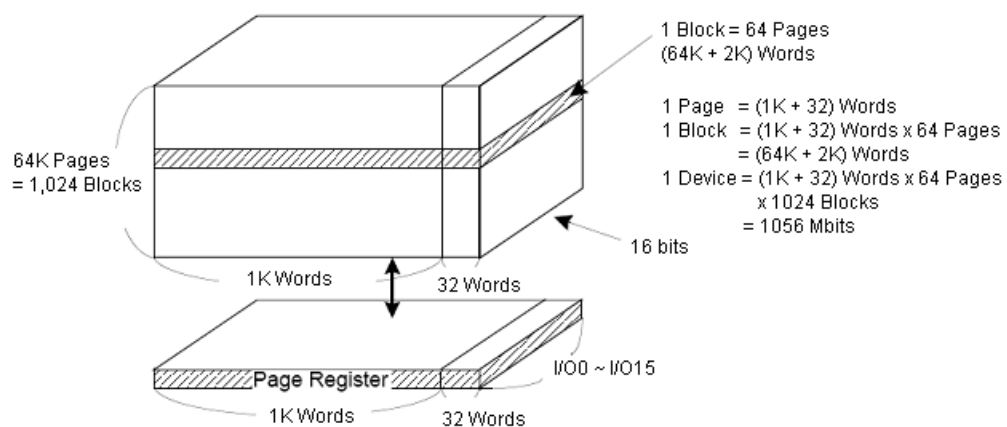 1 Block = 64 Pages
(64K + 2K) Words
1 Page = (1K + 32) Words
1 Block = (1K + 32) Words x 64 Pages
= (64K + 2K) Words
1 Device = (1K + 32) Words x 64 Pages
x 1024 Blocks
= 1056 Mbits
64K Pages
= 1,024 Blocks
16 bits
1K Words
32 Words
I/O0 ~ I/O15
Page Register
1K Words
32 Words